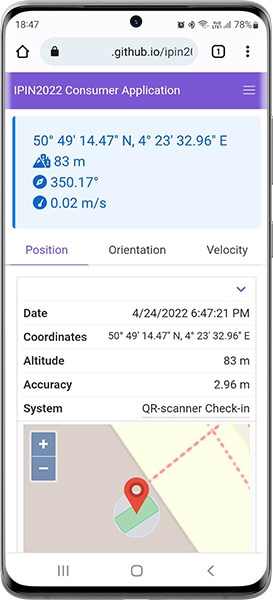 18:47
78%
.github.io/ipin20
1
IPIN2022 Consumer Application
50° 49' 14.47" N, 4° 23' 32.96" E
83 m
350.17°
0.02 m/s
Position Orientation Velocity
Date 4/24/2022 6:47:21 PM
Coordinates 50° 49' 14.47" N, 4° 23' 32.96" E
Altitude 83 m
Accuracy 2.96 m
System QR-scanner Check-in
+
−